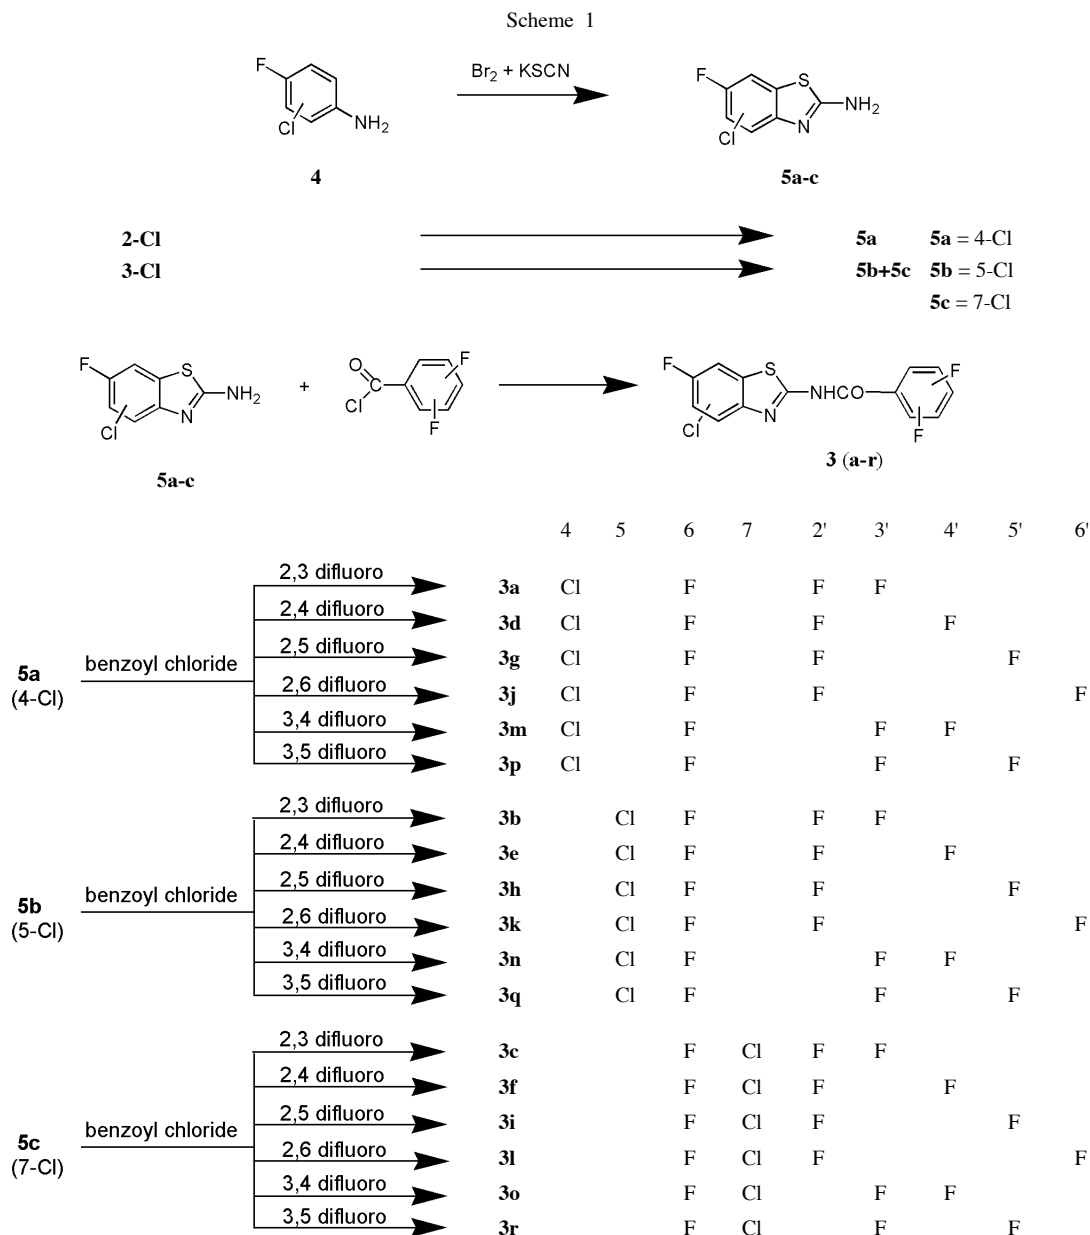 Scheme 1
F
Cl
NH2
Br2 + KSCN
F
Cl
S
N
NH2
4
5a-c
2-Cl
5a 5a = 4-Cl
3-Cl
5b+5c 5b = 5-Cl
5c = 7-Cl
F
Cl
S
N
NH2
+
O
C
Cl
F
F
F
Cl
S
N
NHCO
F
F
5a-c
3 (a-r)
4 5 6 7 2' 3' 4' 5' 6'
5a
(4-Cl)
benzoyl chloride
2,3 difluoro 3a Cl F F F
2,4 difluoro 3d Cl F F F
2,5 difluoro 3g Cl F F F
2,6 difluoro 3j Cl F F F
3,4 difluoro 3m Cl F F F
3,5 difluoro 3p Cl F F F
5b
(5-Cl)
benzoyl chloride
2,3 difluoro 3b Cl F F F
2,4 difluoro 3e Cl F F F
2,5 difluoro 3h Cl F F F
2,6 difluoro 3k Cl F F F
3,4 difluoro 3n Cl F F F
3,5 difluoro 3q Cl F F F
5c
(7-Cl)
benzoyl chloride
2,3 difluoro 3c F Cl F F
2,4 difluoro 3f F Cl F F
2,5 difluoro 3i F Cl F F
2,6 difluoro 3l F Cl F F
3,4 difluoro 3o F Cl F F
3,5 difluoro 3r F Cl F F